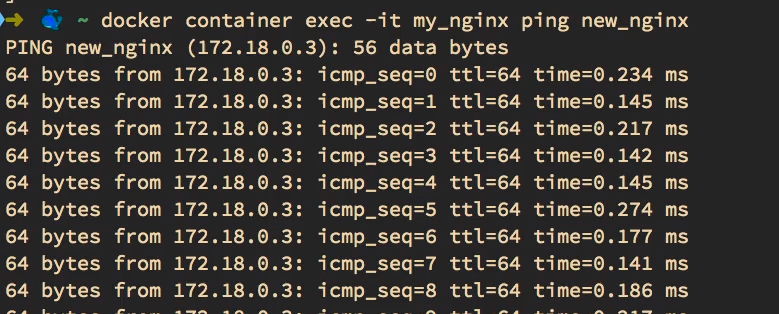 ]
➜ 🐳 ~ docker container exec -it my_nginx ping new_nginx
PING new_nginx (172.18.0.3): 56 data bytes
64 bytes from 172.18.0.3: icmp_seq=0 ttl=64 time=0.234 ms
64 bytes from 172.18.0.3: icmp_seq=1 ttl=64 time=0.145 ms
64 bytes from 172.18.0.3: icmp_seq=2 ttl=64 time=0.217 ms
64 bytes from 172.18.0.3: icmp_seq=3 ttl=64 time=0.142 ms
64 bytes from 172.18.0.3: icmp_seq=4 ttl=64 time=0.145 ms
64 bytes from 172.18.0.3: icmp_seq=5 ttl=64 time=0.274 ms
64 bytes from 172.18.0.3: icmp_seq=6 ttl=64 time=0.177 ms
64 bytes from 172.18.0.3: icmp_seq=7 ttl=64 time=0.141 ms
64 bytes from 172.18.0.3: icmp_seq=8 ttl=64 time=0.186 ms